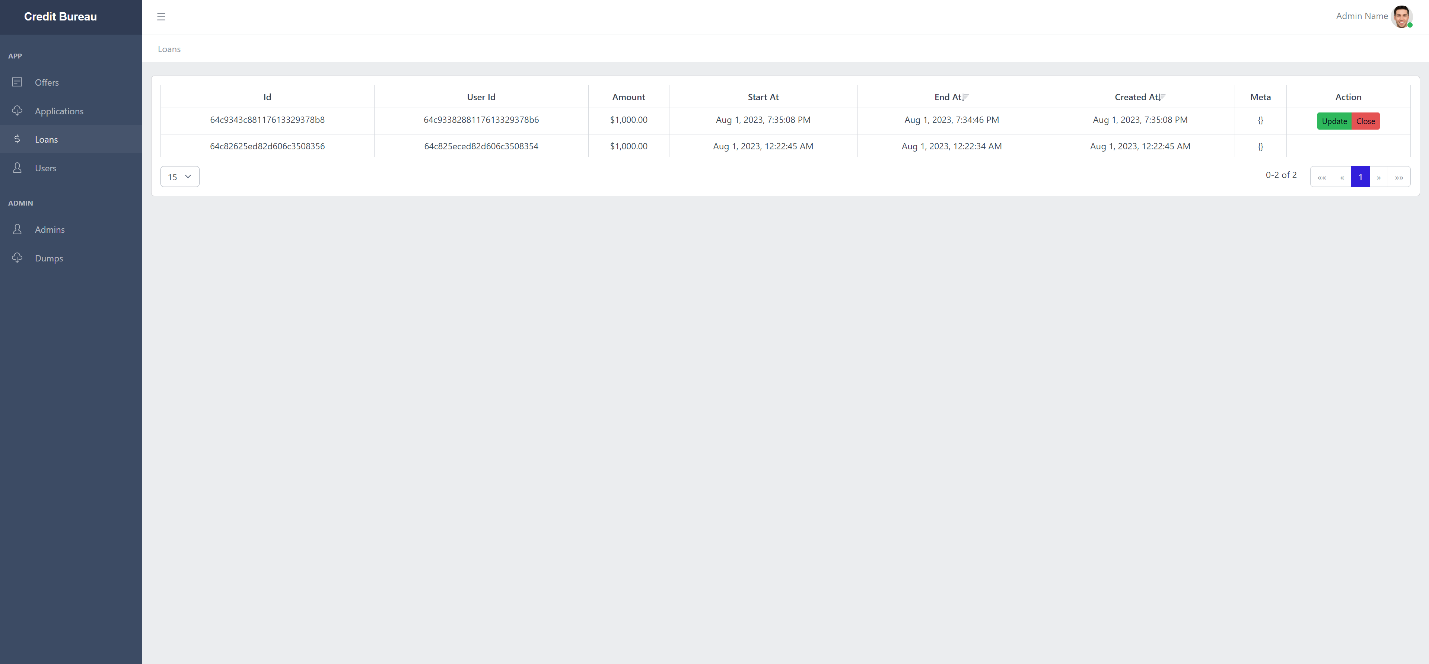 Credit Bureau
Admin Name
Loans
APP
Offers
Applications
Loans
Users
ADMIN
Admins
Dumps
Id User Id Amount Start At End At Created At Meta Action
64c9343c88117613329378b8 64c9338288117613329378b6 $1,000.00 Aug 1, 2023, 7:35:08 PM Aug 1, 2023, 7:34:46 PM Aug 1, 2023, 7:35:08 PM {} Update Close
64c82625ed82d606c3508356 64c825eced82d606c3508354 $1,000.00 Aug 1, 2023, 12:22:45 AM Aug 1, 2023, 12:22:34 AM Aug 1, 2023, 12:22:45 AM {}
15 0-2 of 2 «« « 1 » »»